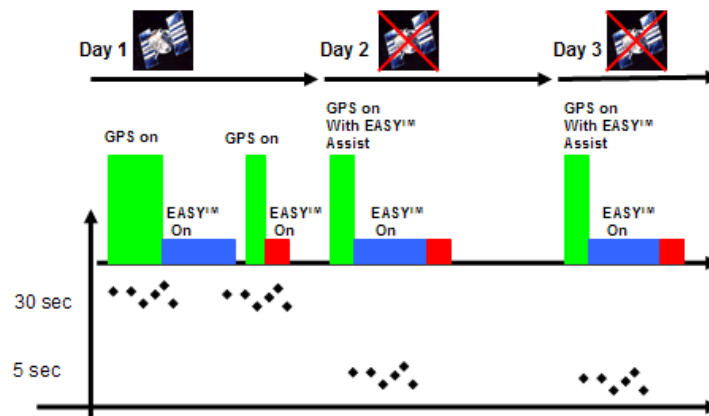 Day 1
Day 2
Day 3
GPS on
With EASY™
Assist
GPS on
With EASY™
Assist
GPS on
GPS on
EASY™
On
EASY™
On
EASY™
On
EASY™
On
30 sec
5 sec